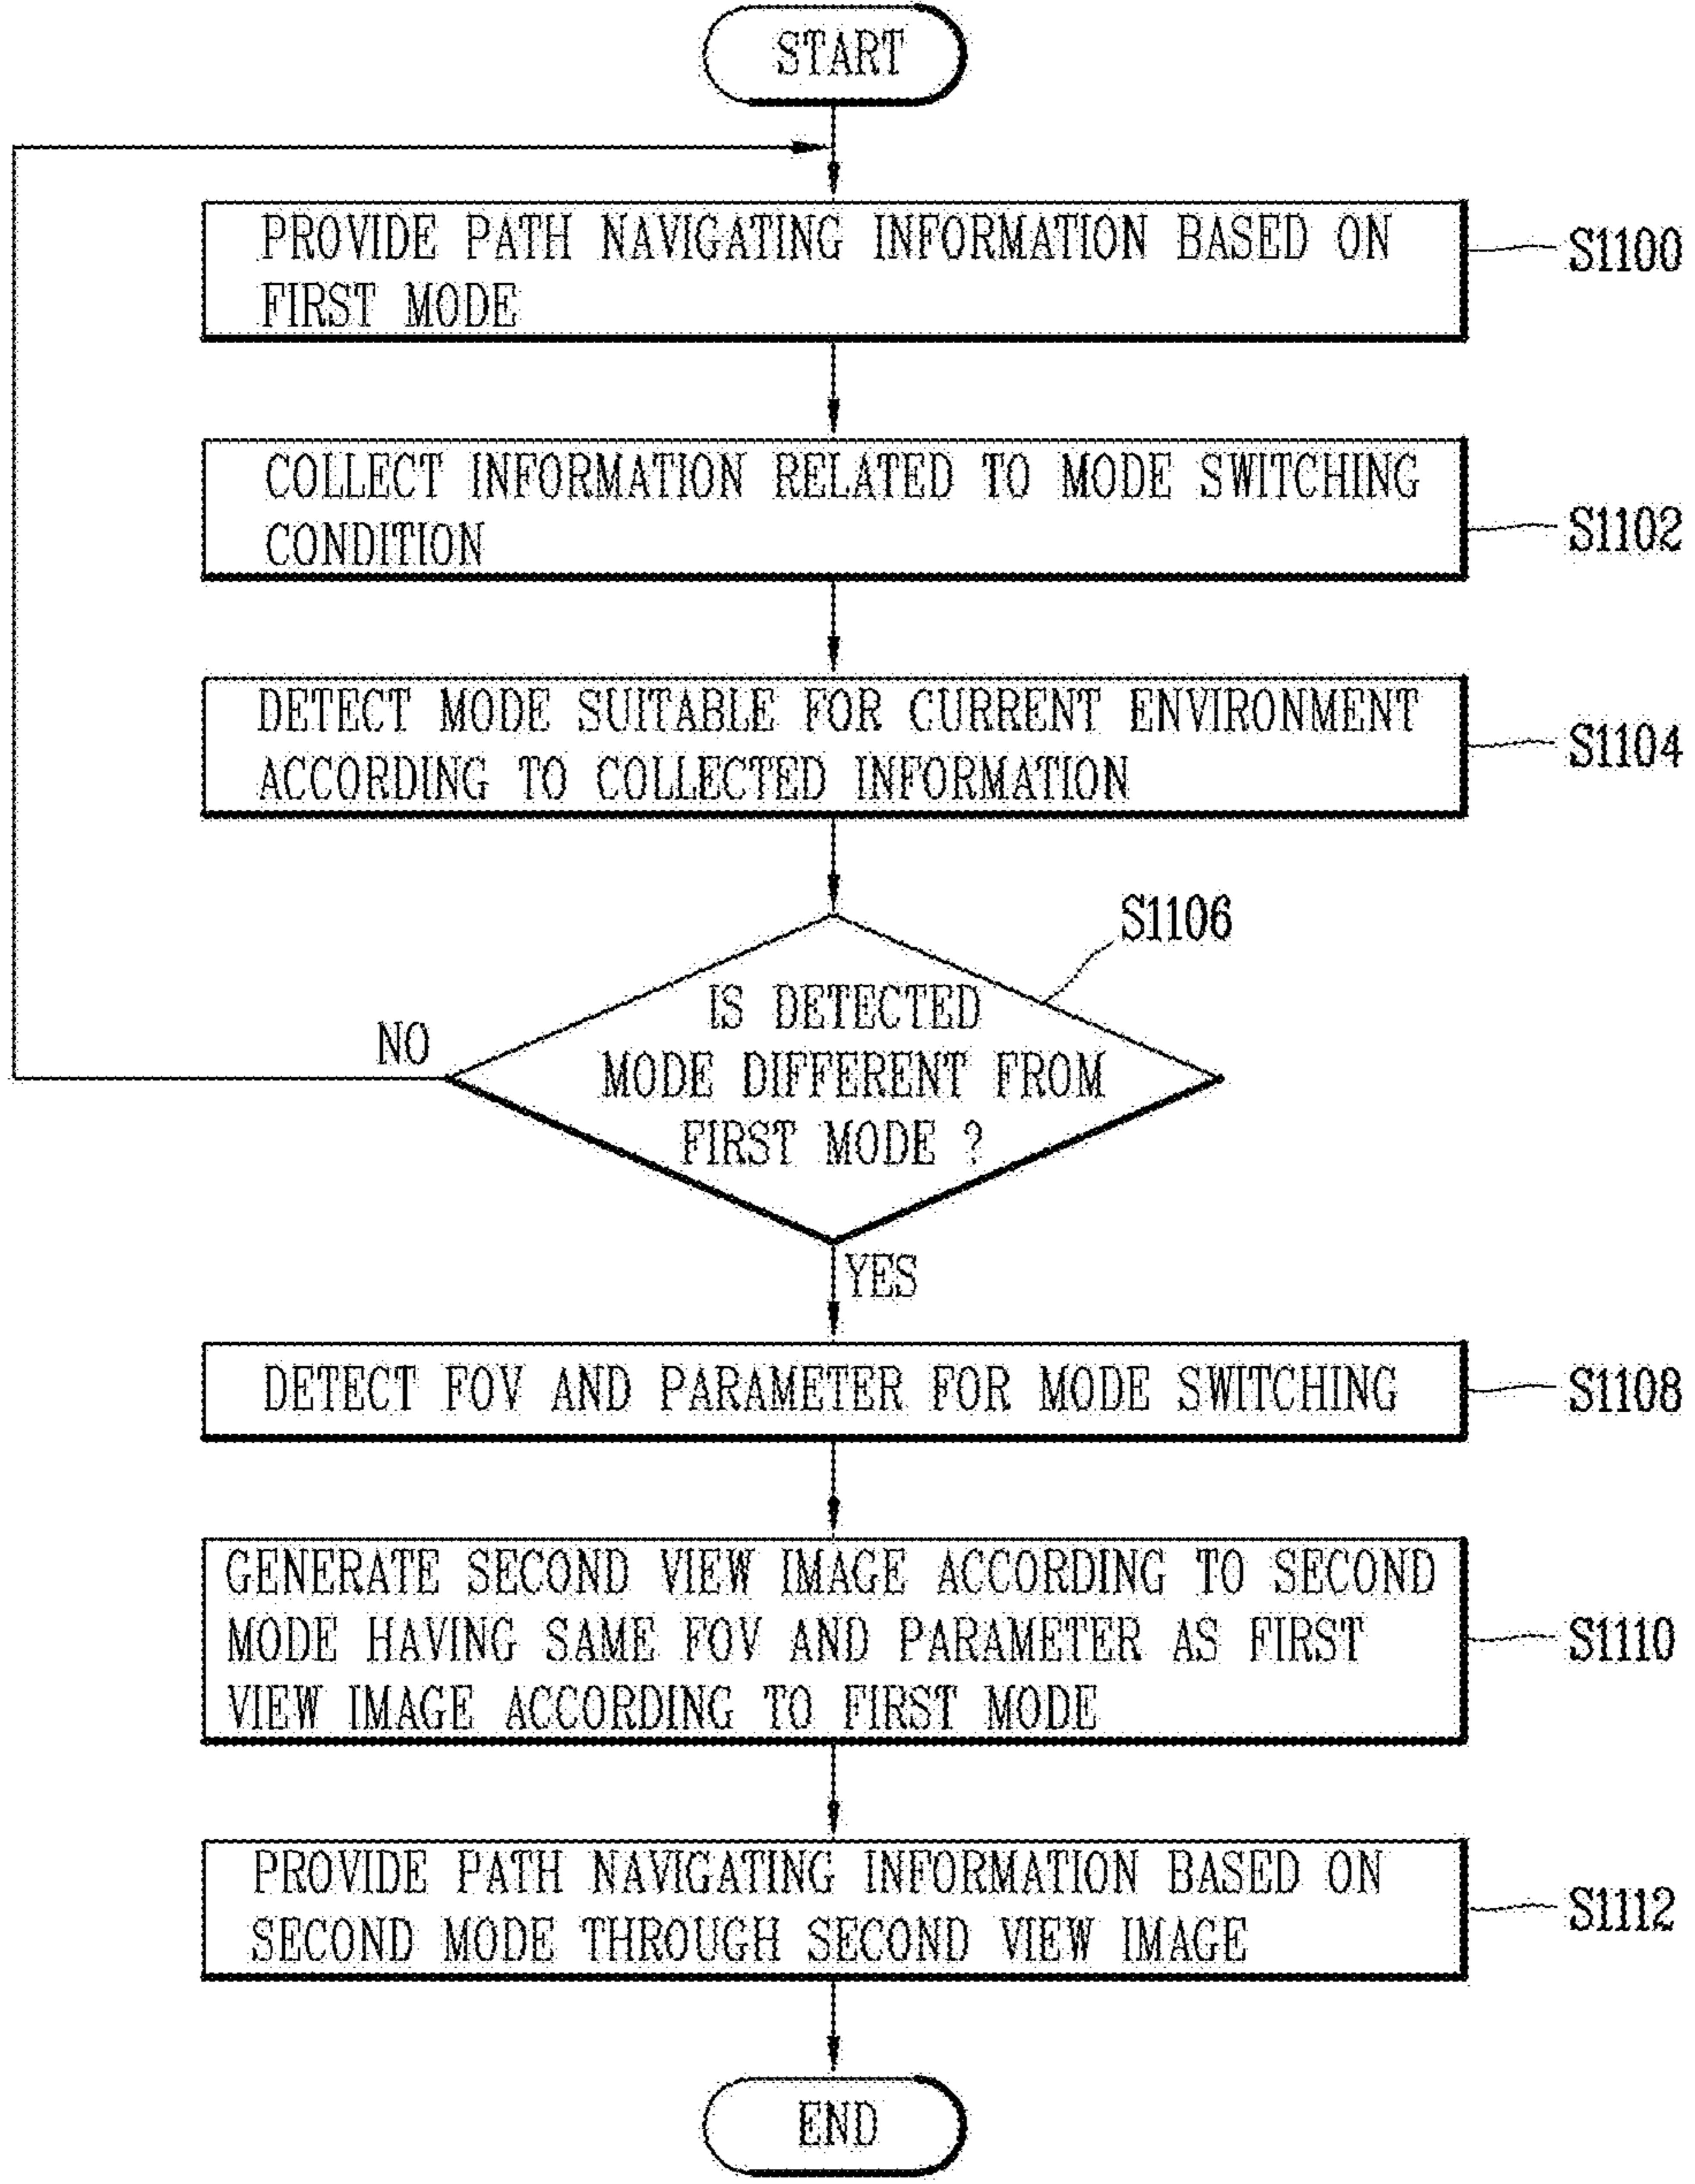 START
PROVIDE PATH NAVIGATING INFORMATION BASED ON
FIRST MODE
S1100
COLLECT INFORMATION RELATED TO MODE SWITCHING
CONDITION
S1102
DETECT MODE SUITABLE FOR CURRENT ENVIRONMENT
ACCORDING TO COLLECTED INFORMATION
S1104
S1106
IS DETECTED
MODE DIFFERENT FROM
FIRST MODE ?
NO
YES
DETECT FOV AND PARAMETER FOR MODE SWITCHING
S1108
GENERATE SECOND VIEW IMAGE ACCORDING TO SECOND
MODE HAVING SAME FOV AND PARAMETER AS FIRST
VIEW IMAGE ACCORDING TO FIRST MODE
S1110
PROVIDE PATH NAVIGATING INFORMATION BASED ON
SECOND MODE THROUGH SECOND VIEW IMAGE
S1112
END